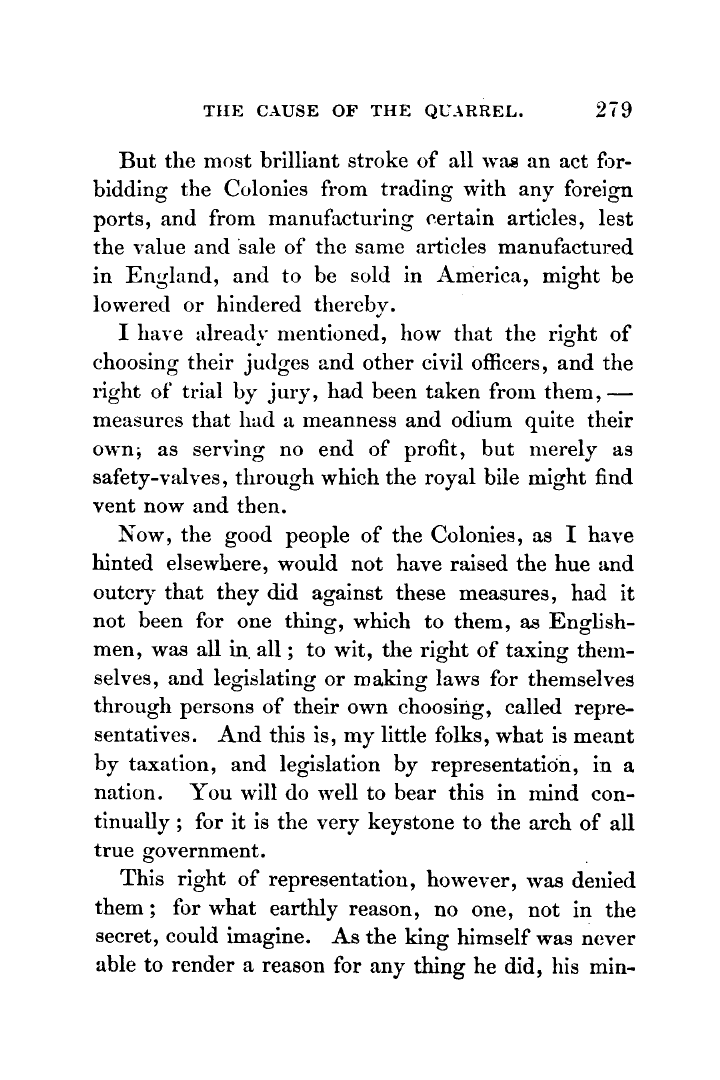 THE CAUSE OF THE QUARREL. 279
But the most brilliant stroke of all was an act for-
bidding the Colonies from trading with any foreign
ports, and from manufacturing certain articles, lest
the value and sale of the same articles manufactured
in England, and to be sold in America, might be
lowered or hindered thereby.
I have already mentioned, how that the right of
choosing their judges and other civil officers, and the
right of trial by jury, had been taken from them, —
measures that had a meanness and odium quite their
own; as serving no end of profit, but merely as
safety-valves, through which the royal bile might find
vent now and then.
Now, the good people of the Colonies, as I have
hinted elsewhere, would not have raised the hue and
outcry that they did against these measures, had it
not been for one thing, which to them, as English-
men, was all in all ; to wit, the right of taxing them-
selves, and legislating or making laws for themselves
through persons of their own choosing, called repre-
sentatives. And this is, my little folks, what is meant
by taxation, and legislation by representation, in a
nation. You will do well to bear this in mind con-
tinually ; for it is the very keystone to the arch of all
true government.
This right of representation, however, was denied
them ; for what earthly reason, no one, not in the
secret, could imagine. As the king himself was never
able to render a reason for any thing he did, his min-